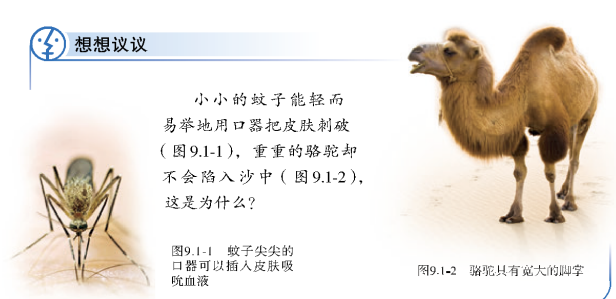 想想议议
小小的蚊子能轻而
易举地用口器把皮肤刺破
（图9.1-1），重重的骆驼却
不会陷入沙中（图9.1-2），
这是为什么？
图9.1-1 蚊子尖尖的
口器可以插入皮肤吸
吮血液
图9.1-2 骆驼具有宽大的脚掌